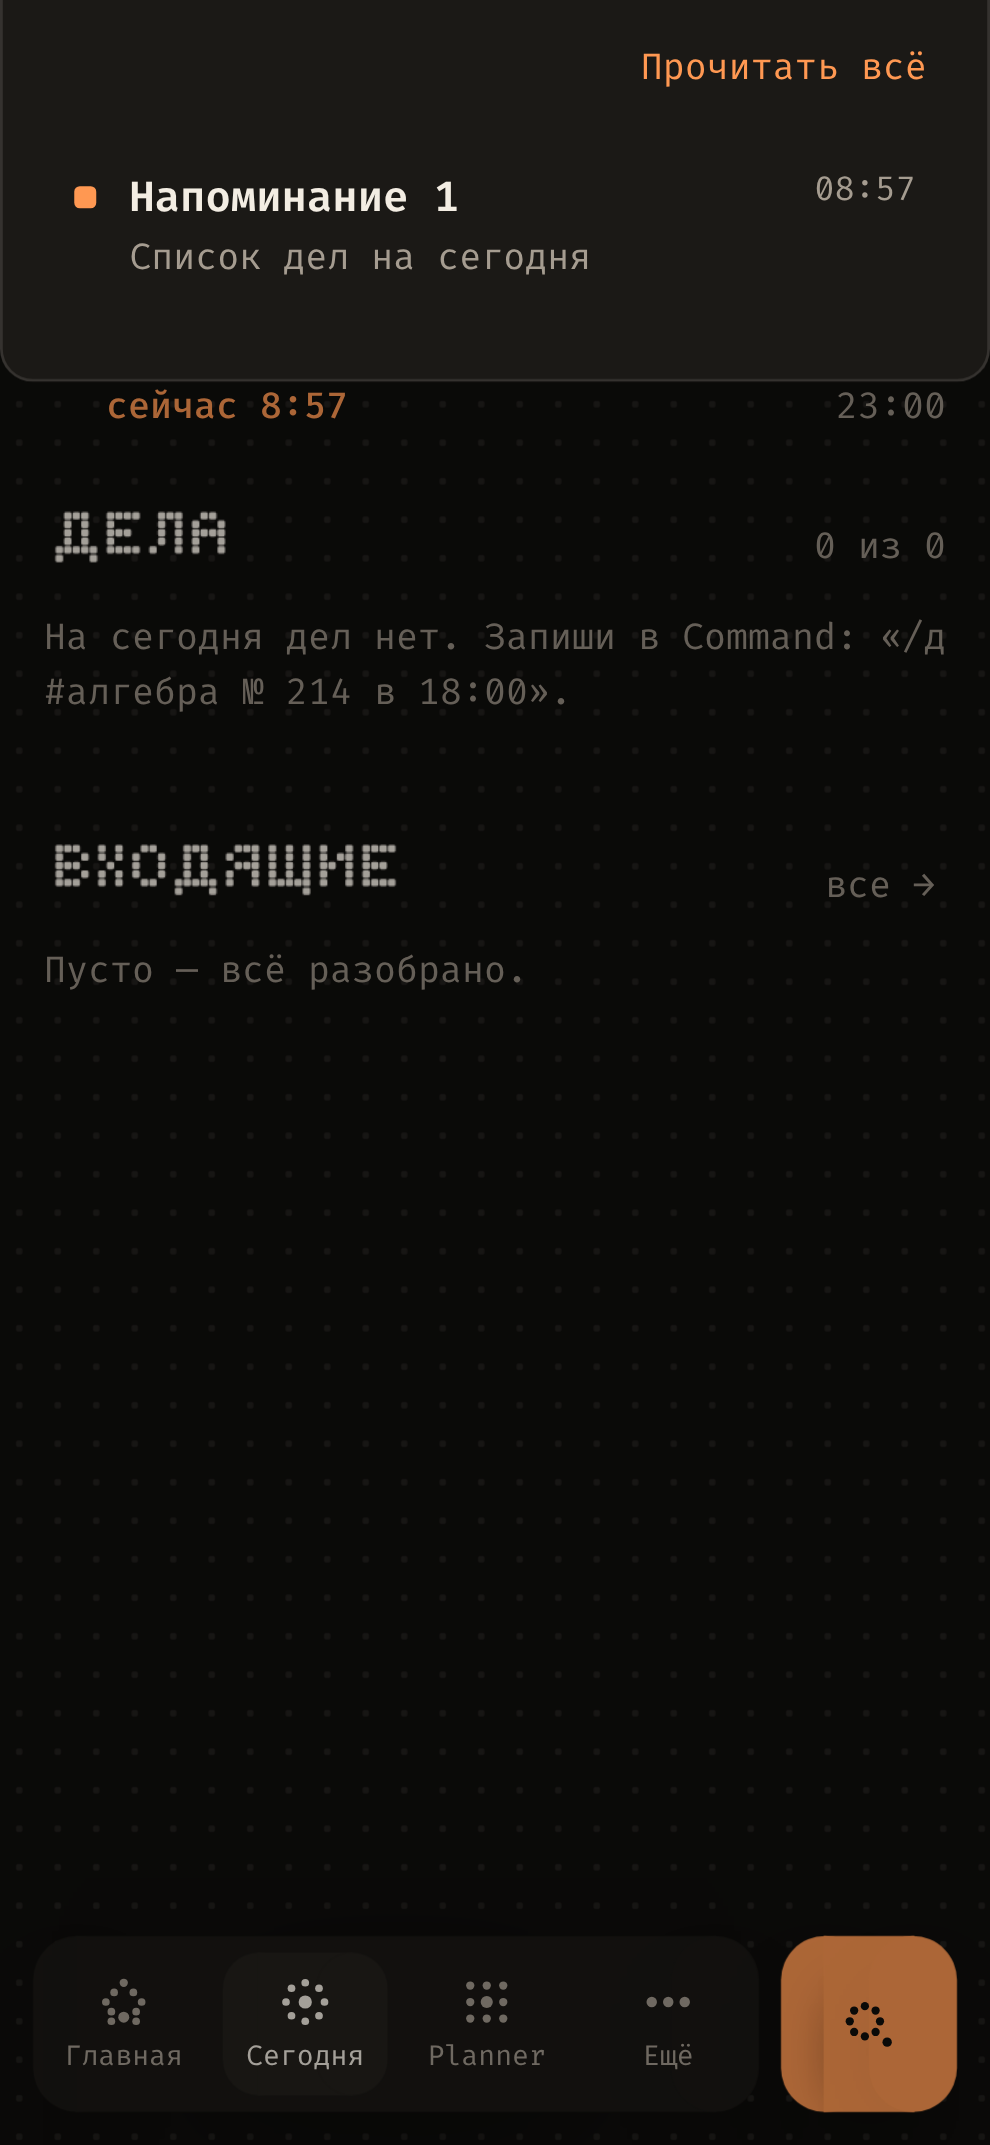 Прочитать всё
Напоминание 1
08:57
Список дел на сегодня
сейчас 8:57
23:00
ДЕЛА
0 из 0
На сегодня дел нет. Запиши в Command: «/д
#алгебра № 214 в 18:00».
ВХОДЯЩИЕ
все →
Пусто — всё разобрано.
Главная
Сегодня
Planner
Ещё